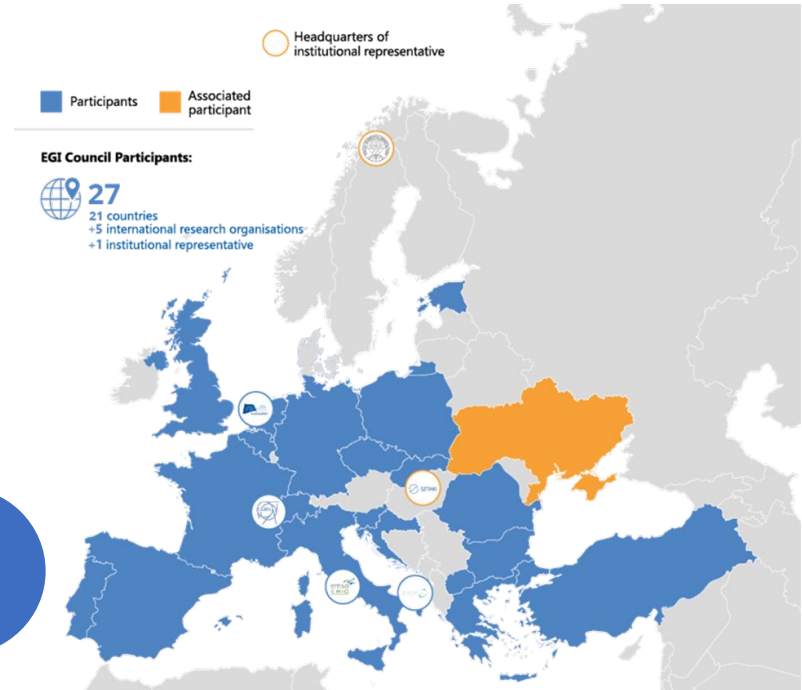 Headquarters of
institutional representative
Participants
Associated
participant
EGI Council Participants:
27
21 countries
+5 international research organisations
+1 institutional representative
SZTAKI